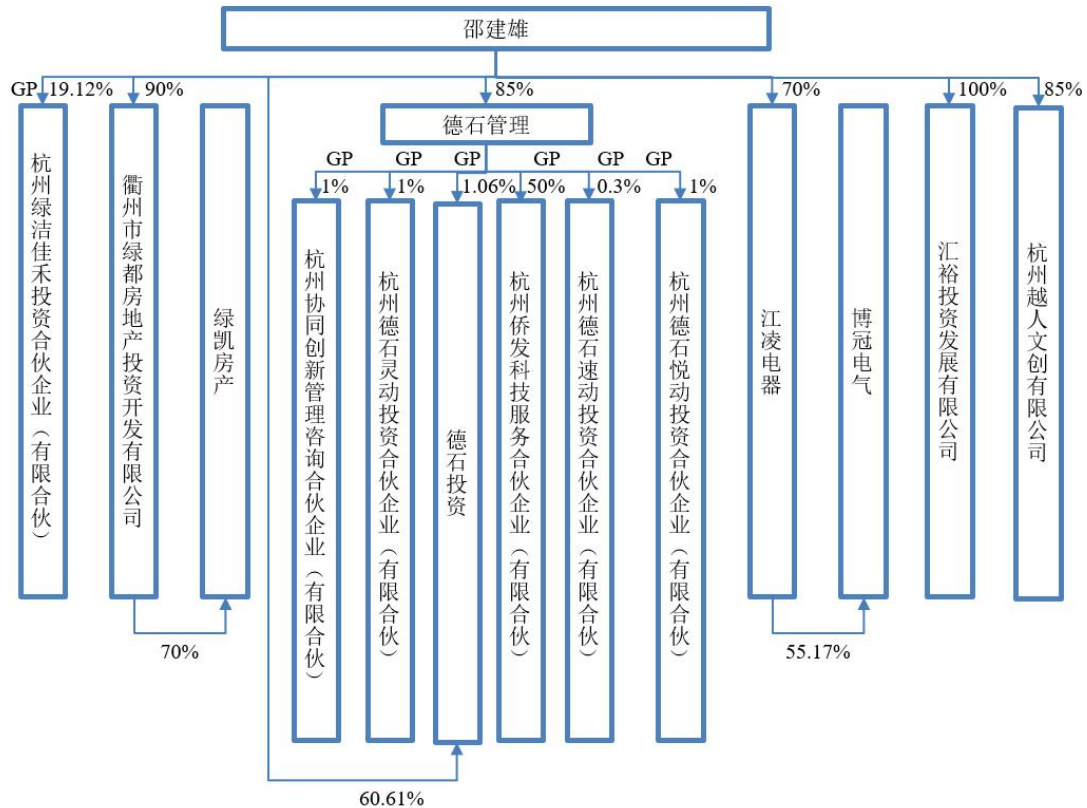 邵建雄
GP 19.12%
90%
85%
70%
100%
85%
德石管理
GP
GP
GP
GP
GP
GP
1%
1%
1.06%
50%
0.3%
1%
杭州绿洁佳禾投资合伙企业（有限合伙）
衢州市绿都房地产投资开发有限公司
绿凯房产
杭州协同创新管理咨询合伙企业（有限合伙）
杭州德石灵动投资合伙企业（有限合伙）
德石投资
杭州侨发科技服务合伙企业（有限合伙）
杭州德石速动投资合伙企业（有限合伙）
杭州德石悦动投资合伙企业（有限合伙）
江凌电器
博冠电气
汇裕投资发展有限公司
杭州越人文创有限公司
70%
55.17%
60.61%